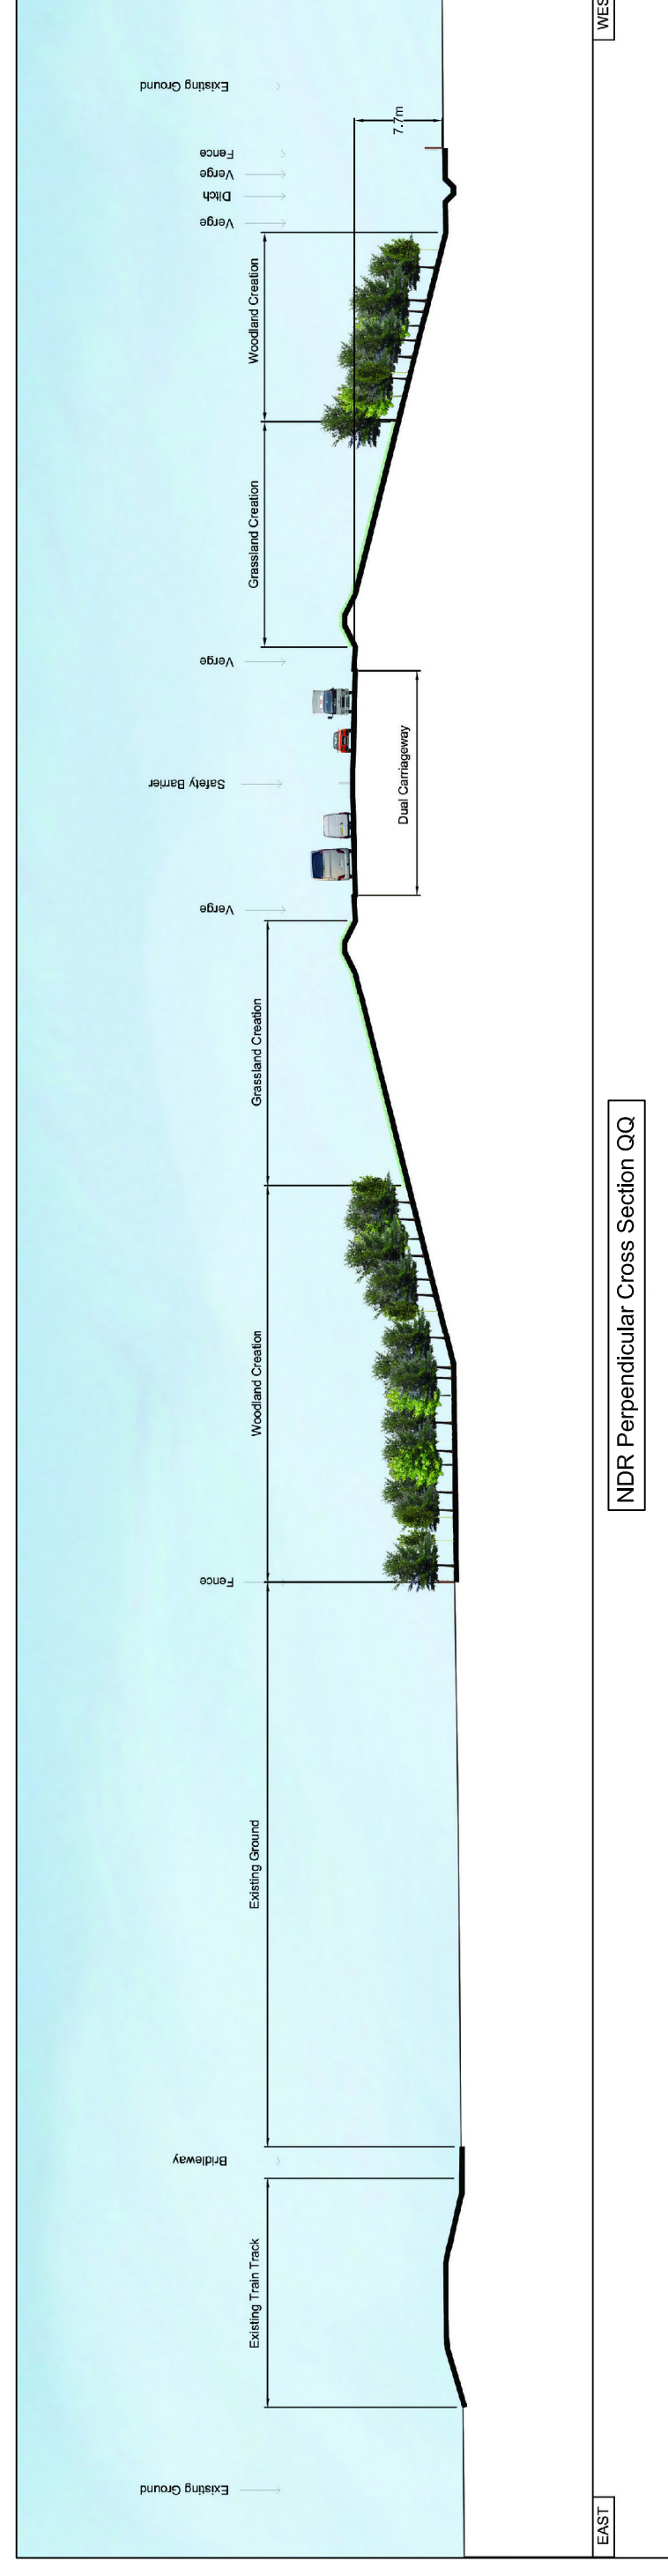 Existing Ground
Existing Train Track
Bridleway
Existing Ground
Fence
Woodland Creation
Grassland Creation
Verge
Dual Carriageway
Safety Barrier
Verge
Grassland Creation
Woodland Creation
Verge
Ditch
Verge
Fence
7.7m
Existing Ground
EAST
NDR Perpendicular Cross Section QQ
WES